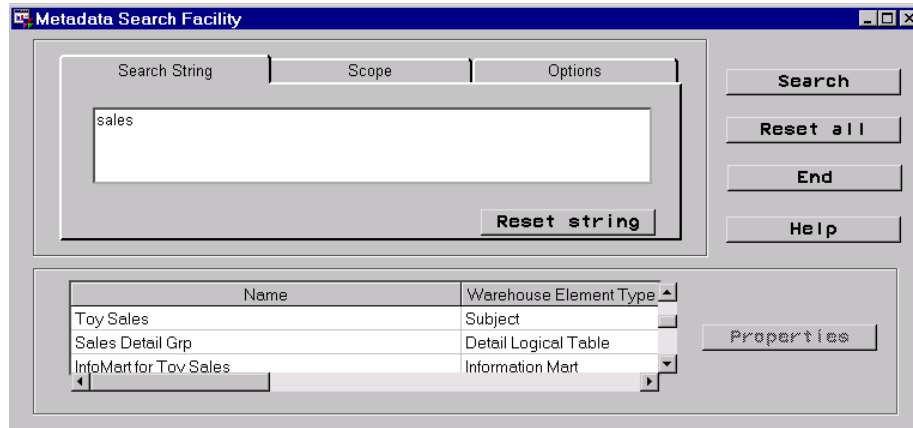 Metadata Search Facility
Search String Scope Options
sales
Reset string
Search
Reset all
End
Help
Name Warehouse Element Type
Toy Sales Subject
Sales Detail Grp Detail Logical Table
InfoMart for Toy Sales Information Mart
Properties